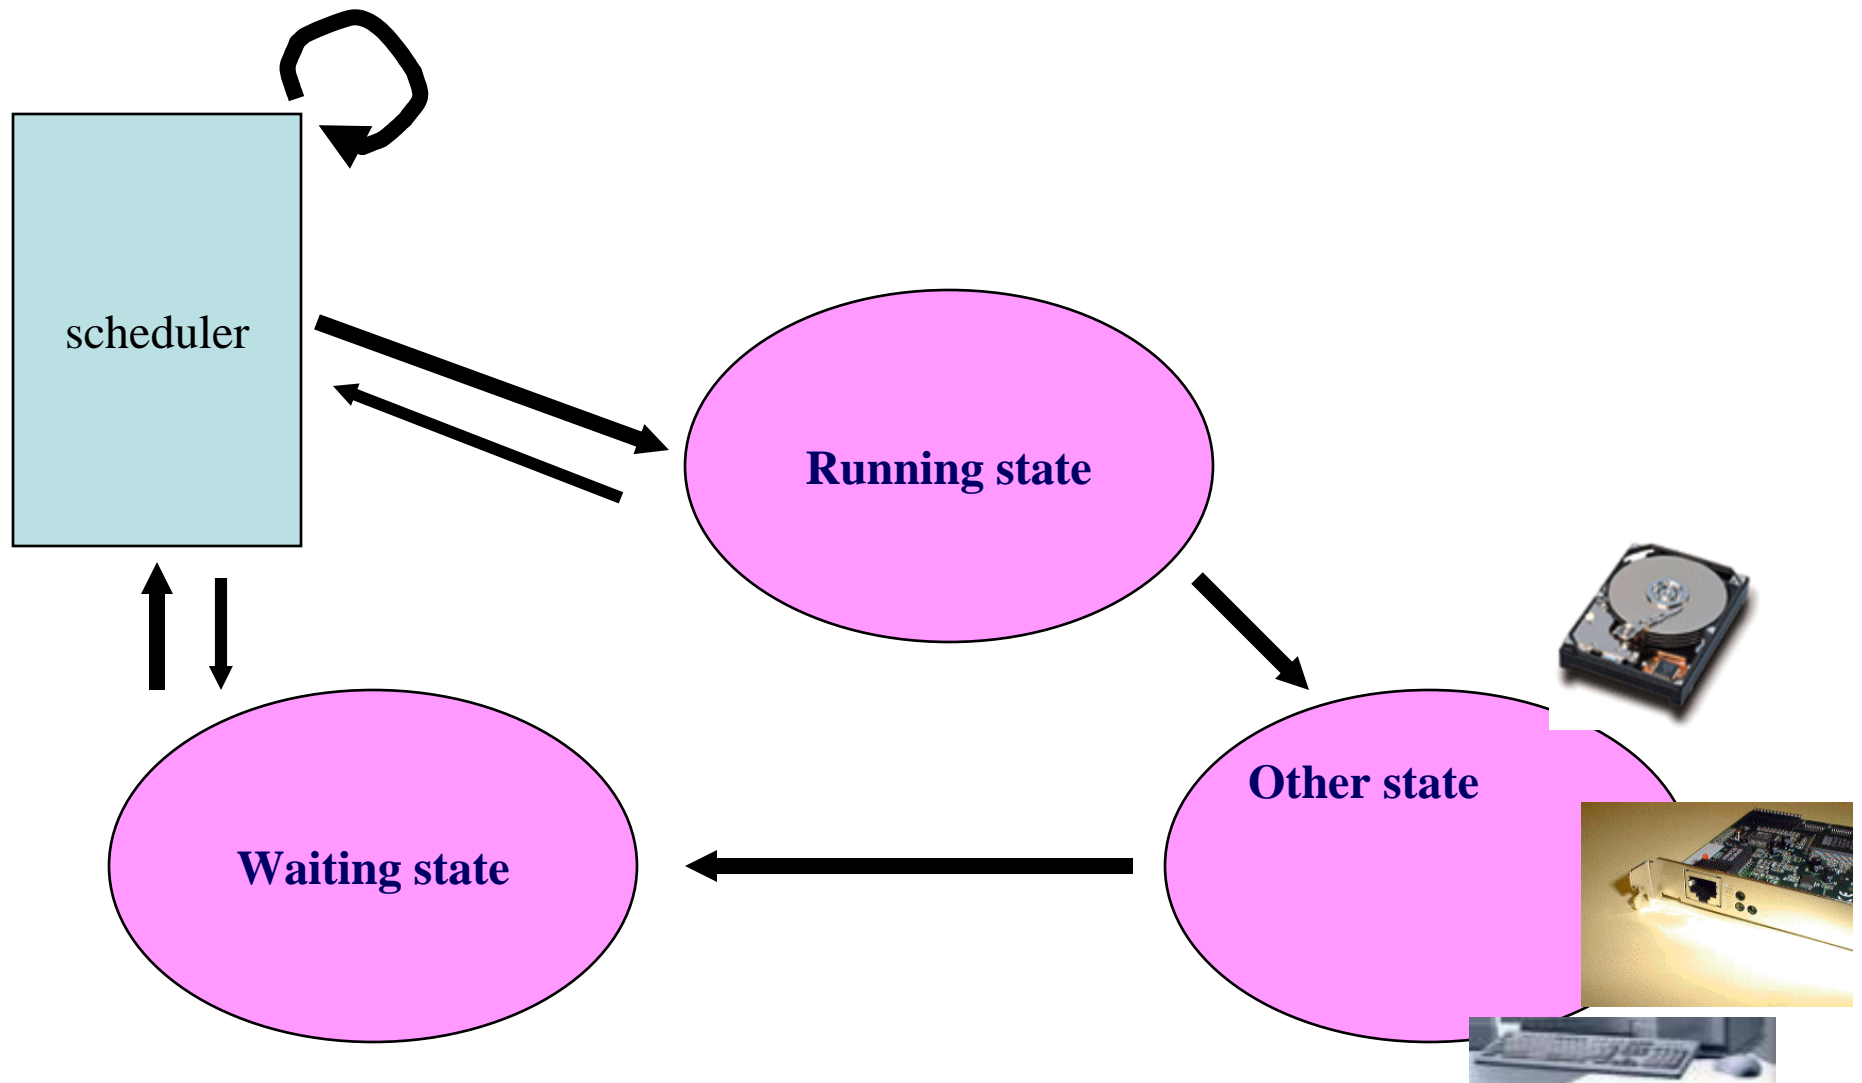 scheduler
Running state
Other state
Waiting state